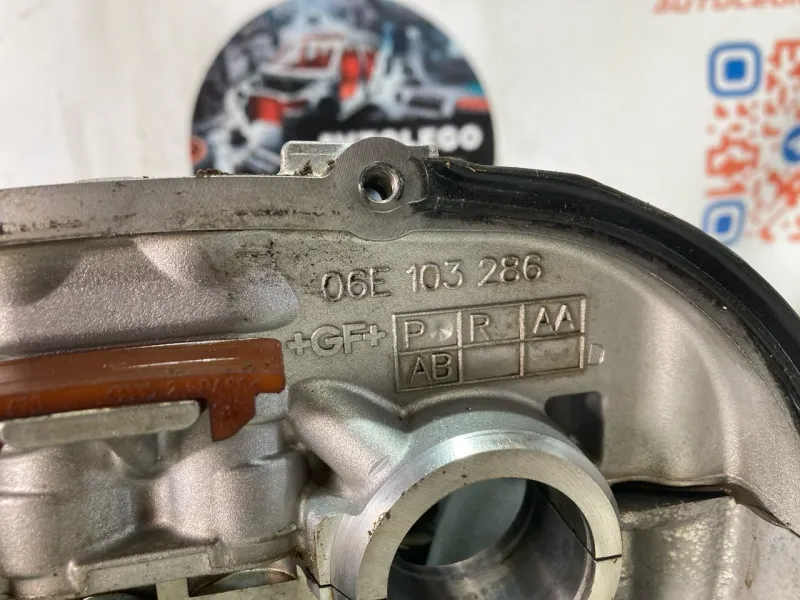 AUTOLEGO
06E 103 286
+GF+
P R AA
AB